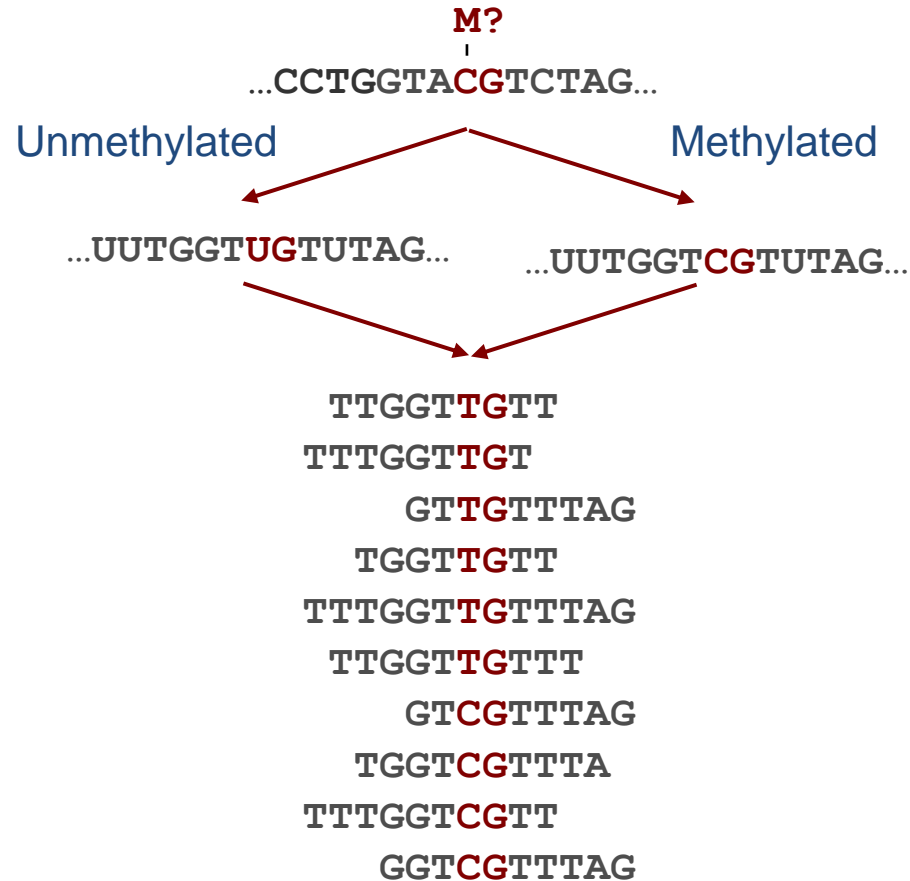 M?
...CCTGGTACGTCTAG...
Unmethylated Methylated
...UUTGGTUGTUTAG... ...UUTGGTCGTUTAG...
TTGGTTGTT
TTTGGTTGT
GTTGTTTAG
TGGTTGTT
TTTGGTTGTTTAG
TTGGTTGTTT
GTCGTTTAG
TGGTCGTTTA
TTTGGTCGTT
GGTCGTTTAG